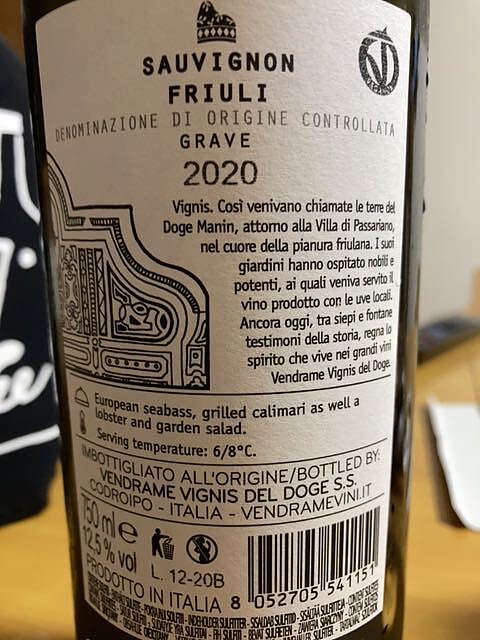 SAUVIGNON
FRIULI
DENOMINAZIONE DI ORIGINE CONTROLLATA
GRAVE
2020
Vignis. Così venivano chiamate le terre del
Doge Manin, attorno alla Villa di Passariano,
nel cuore della pianura friulana. I suoi
giardini hanno ospitato nobili e
potenti, ai quali veniva servito il
vino prodotto con le uve locali.
Ancora oggi, tra siepi e fontane
testimoni della storia, regna lo
spirito che vive nei grandi vini
Vendrame Vignis del Doge.
European seabass, grilled calimari as well a
lobster and garden salad.
Serving temperature: 6/8°C.
IMBOTTIGLIATO ALL'ORIGINE/BOTTLED BY:
VENDRAME VIGNIS DEL DOGE S.S.
CODROIPO - ITALIA - VENDRAMEVINI.IT
750 ml e
12,5 % vol
L. 12-20B
PRODOTTO IN ITALIA
8 052705 541151